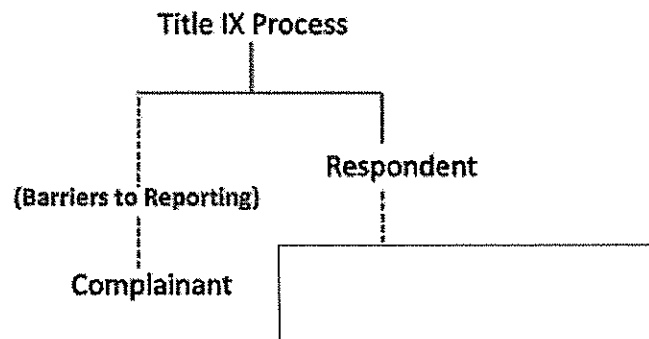 Title IX Process
Respondent
(Barriers to Reporting)
Complainant